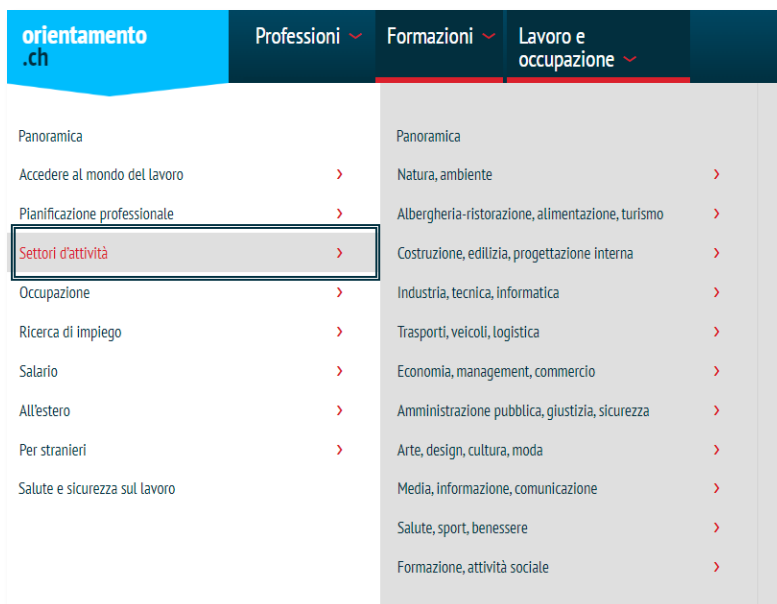 orientamento
.ch
Professioni
Formazioni
Lavoro e
occupazione
Panoramica
Accedere al mondo del lavoro
Pianificazione professionale
Settori d'attività
Occupazione
Ricerca di impiego
Salario
All'estero
Per stranieri
Salute e sicurezza sul lavoro
Panoramica
Natura, ambiente
Albergheria-ristorazione, alimentazione, turismo
Costruzione, edilizia, progettazione interna
Industria, tecnica, informatica
Trasporti, veicoli, logistica
Economia, management, commercio
Amministrazione pubblica, giustizia, sicurezza
Arte, design, cultura, moda
Media, informazione, comunicazione
Salute, sport, benessere
Formazione, attività sociale